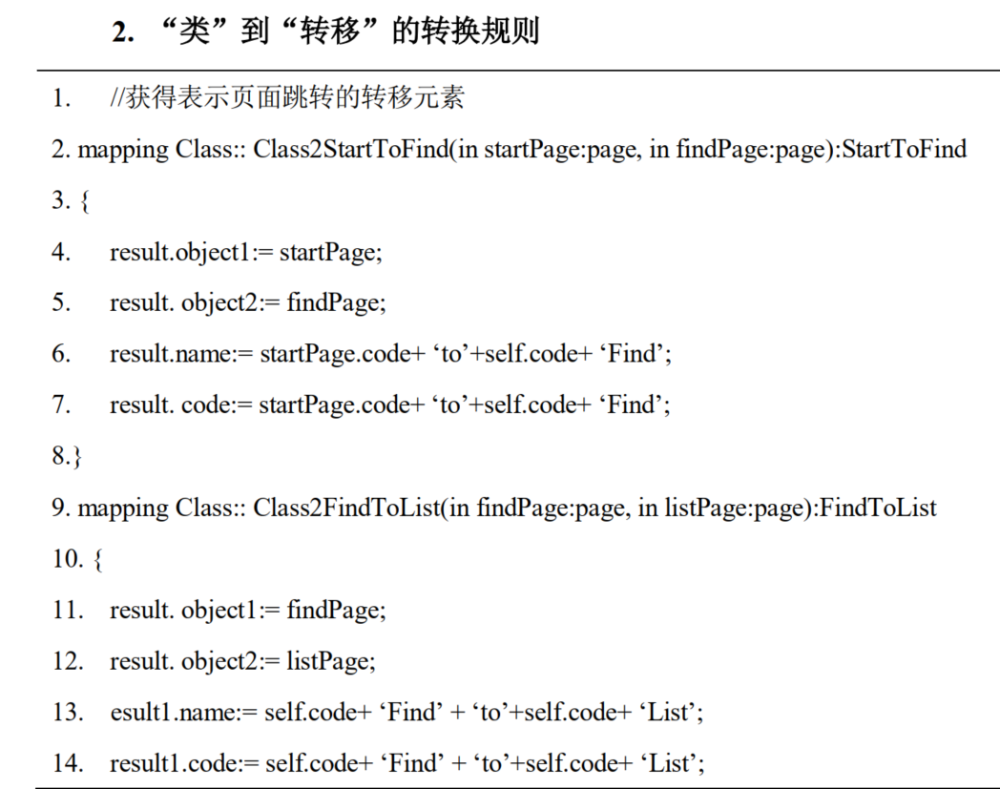 2. “类”到“转移”的转换规则
1. //获得表示页面跳转的转移元素
2. mapping Class:: Class2StartToFind(in startPage:page, in findPage:page):StartToFind
3. {
4. result.object1:= startPage;
5. result. object2:= findPage;
6. result.name:= startPage.code+ ‘to’+self.code+ ‘Find’;
7. result. code:= startPage.code+ ‘to’+self.code+ ‘Find’;
8.}
9. mapping Class:: Class2FindToList(in findPage:page, in listPage:page):FindToList
10. {
11. result. object1:= findPage;
12. result. object2:= listPage;
13. esult1.name:= self.code+ ‘Find’ + ‘to’+self.code+ ‘List’;
14. result1.code:= self.code+ ‘Find’ + ‘to’+self.code+ ‘List’;